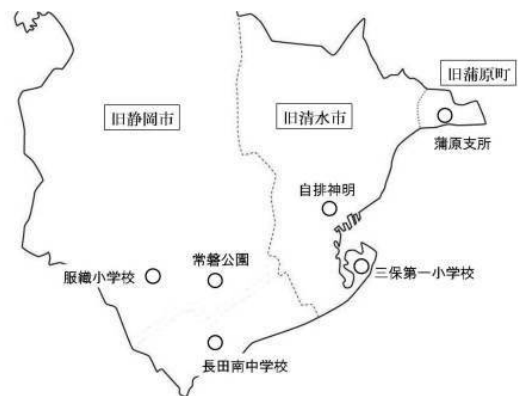 旧蒲原町
旧静岡市
旧清水市
蒲原支所
自排神明
常磐公園
服織小学校
三保第一小学校
長田南中学校